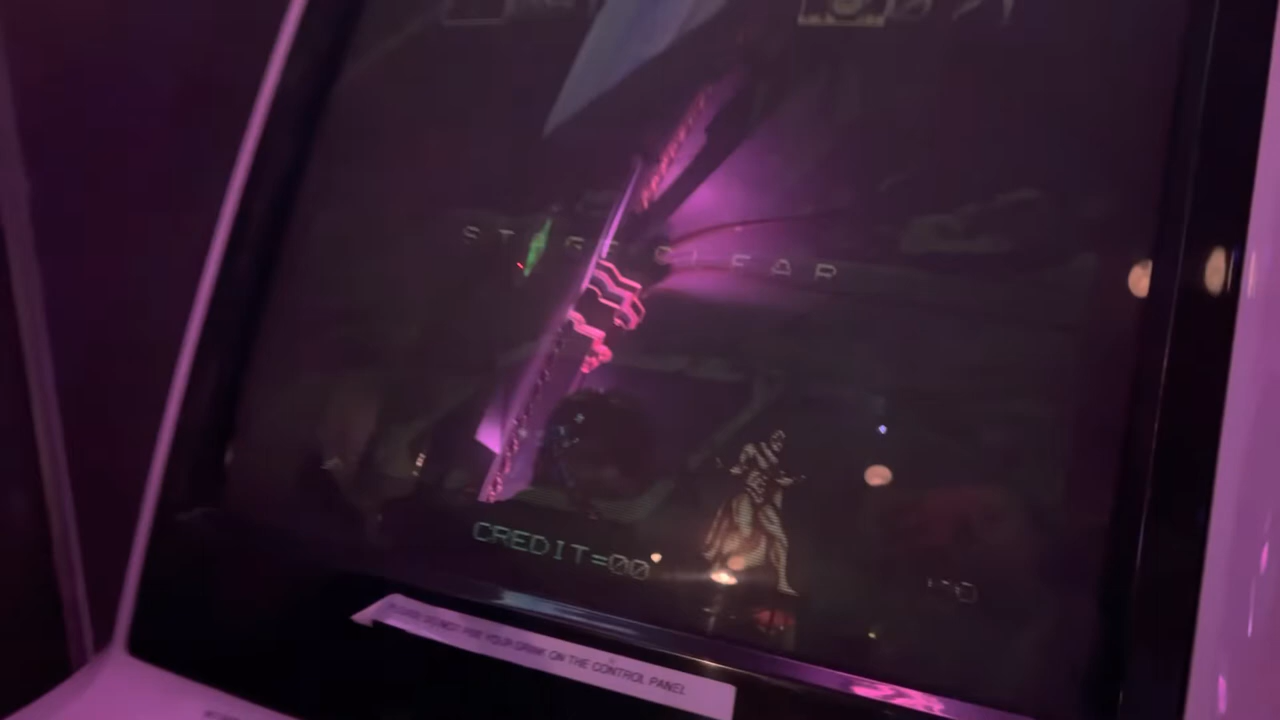 STAGE CLEAR
CREDIT=00
PLEASE DO NOT PUT YOUR DRINK ON THE CONTROL PANEL